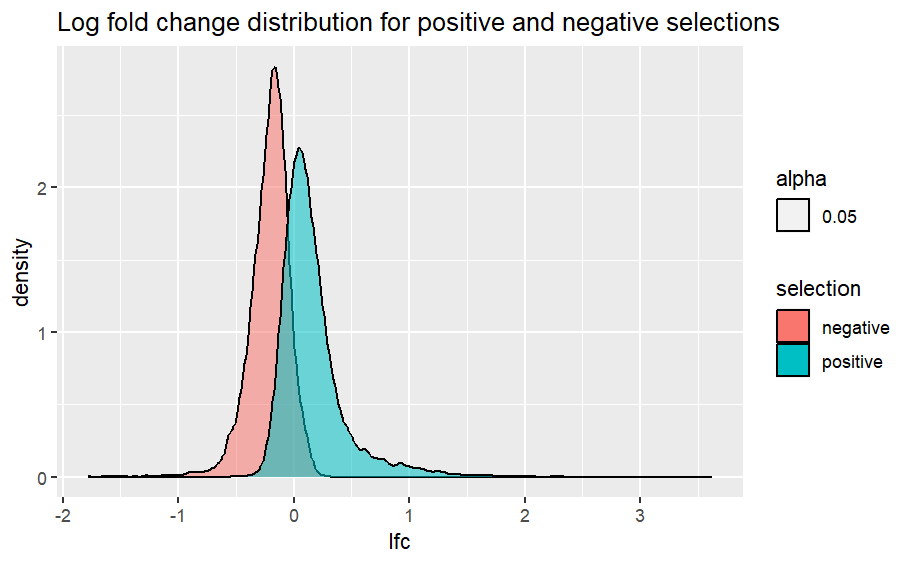 Log fold change distribution for positive and negative selections
density
2
1
0
-2 -1 0 1 2 3
lfc
alpha
0.05
selection
negative
positive